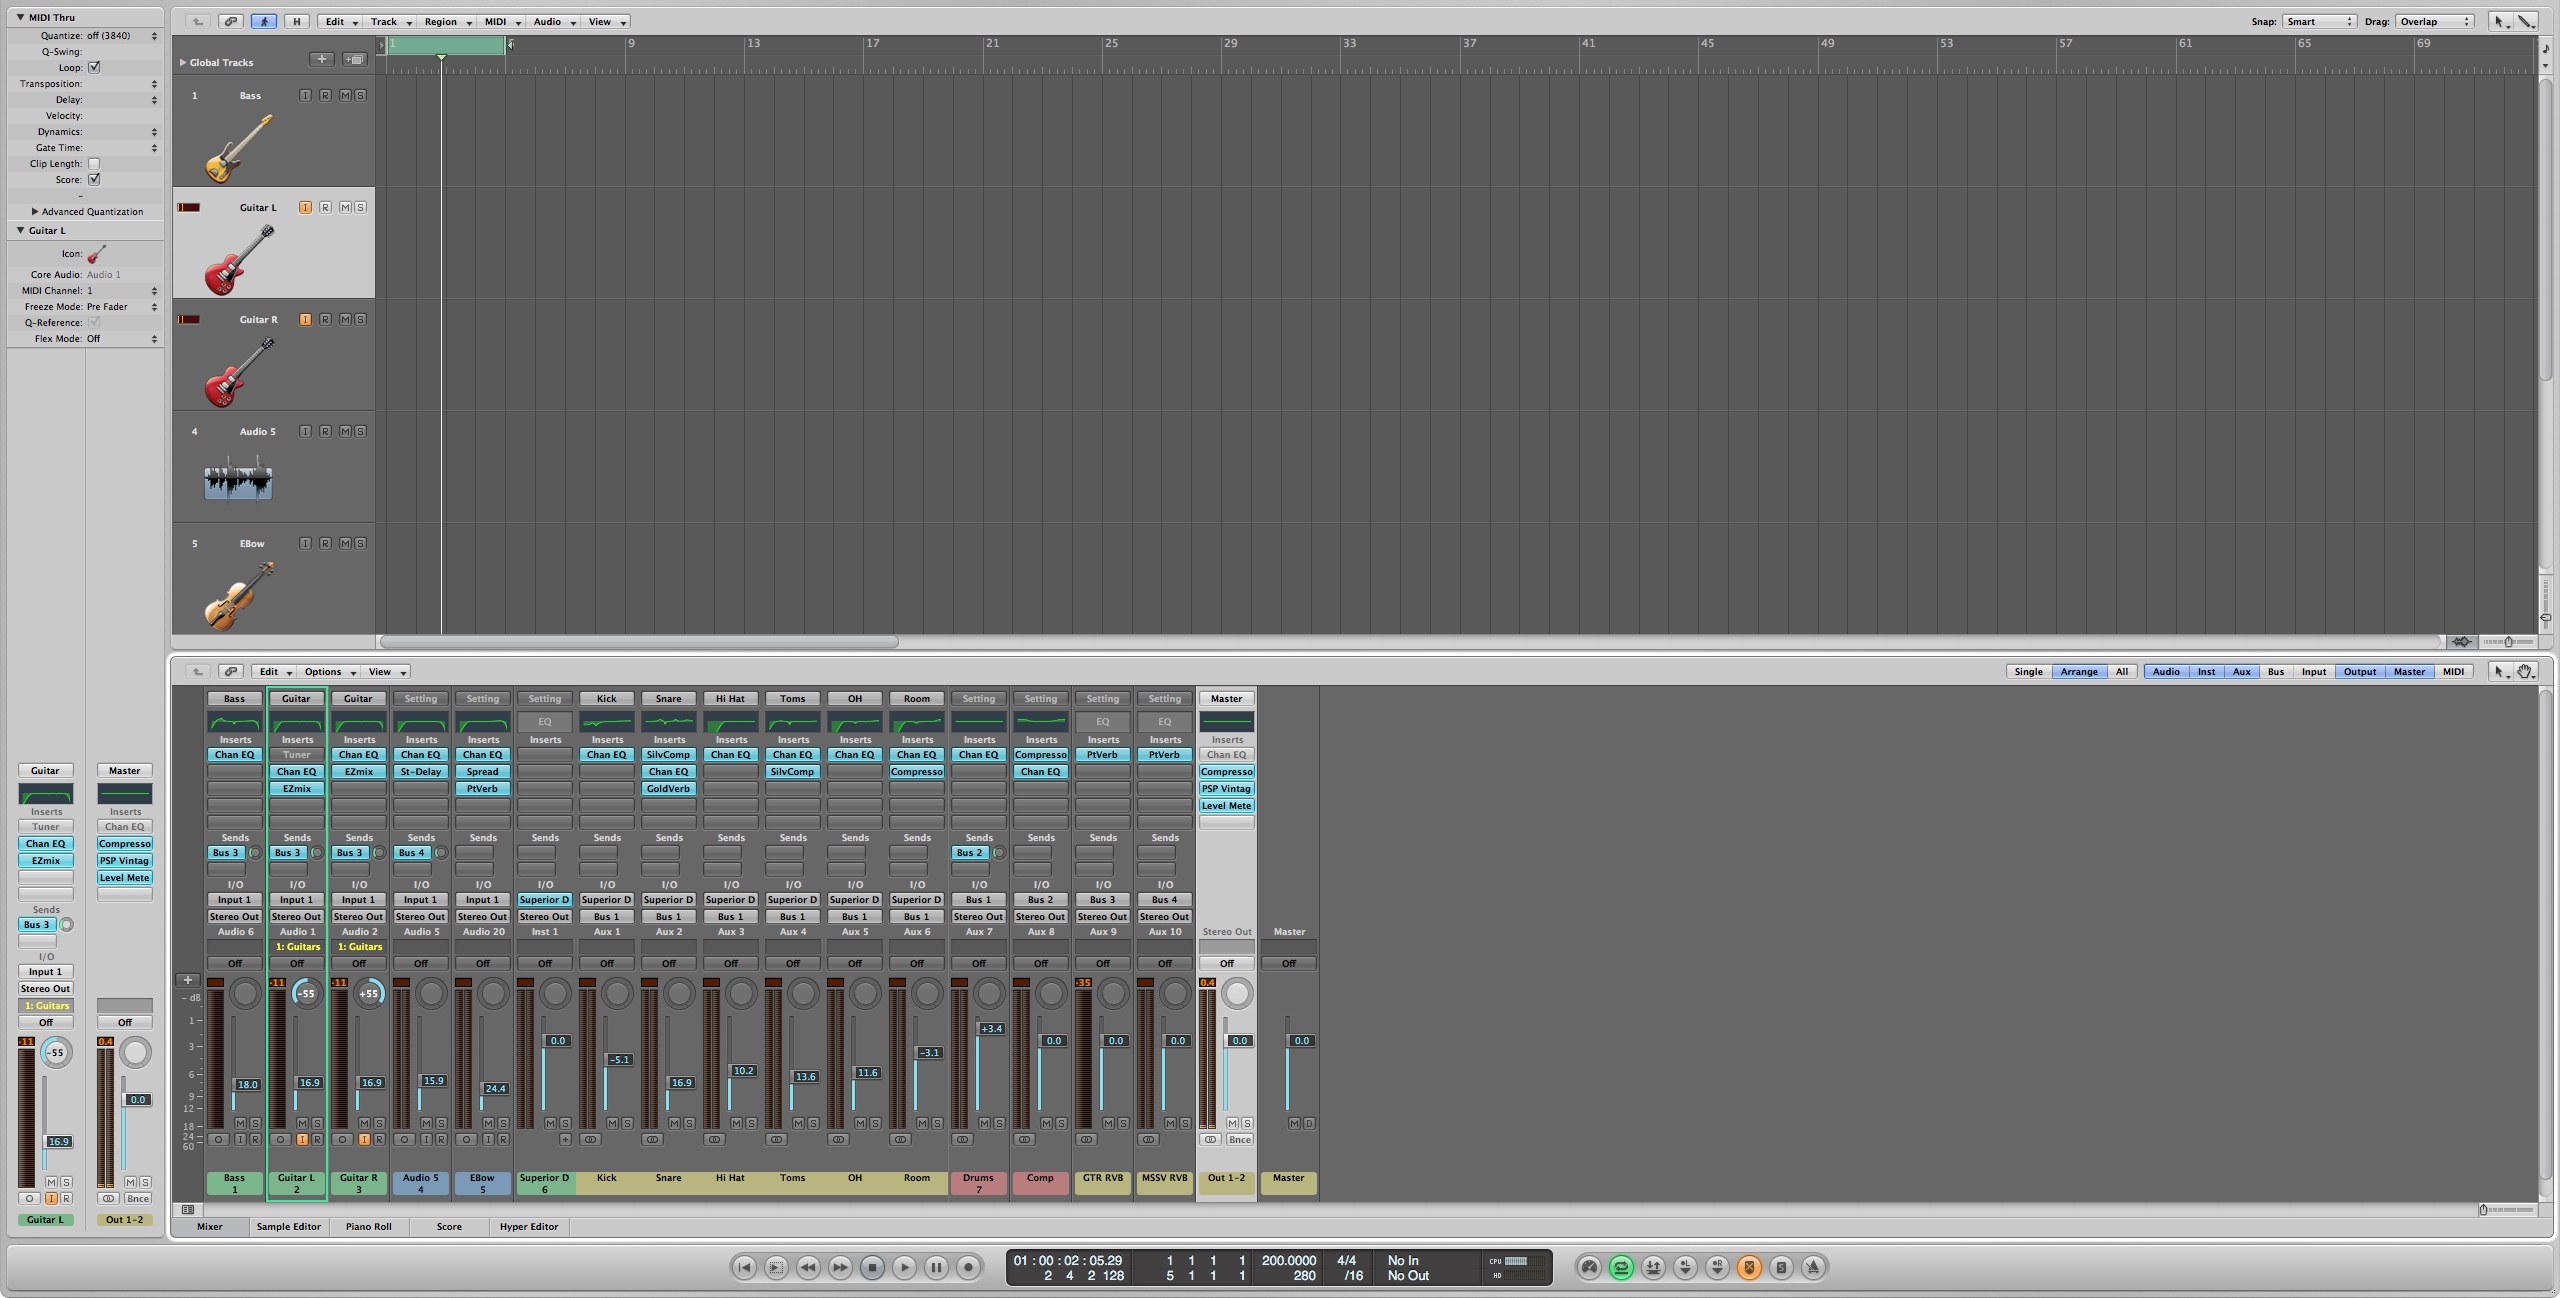 MIDI Thru
Quantize: off (3840)
Q-Swing:
Loop:
Transposition:
Delay:
Velocity:
Dynamics:
Gate Time:
Clip Length:
Score:
–
Advanced Quantization
Guitar L
Icon:
Core Audio: Audio 1
MIDI Channel: 1
Freeze Mode: Pre Fader
Q-Reference:
Flex Mode: Off
Guitar Master
Inserts Inserts
Tuner Chan EQ
Chan EQ Compresso
EZmix PSP Vintag
Level Mete
Sends
Bus 3
I/O
Input 1
Stereo Out
1: Guitars
Off Off
-11 -55 0.4
0.0
16.9
M S M S
I R Bnce
Guitar L Out 1-2
H Edit Track Region MIDI Audio View Snap: Smart Drag: Overlap
1 9 13 17 21 25 29 33 37 41 45 49 53 57 61 65 69
Global Tracks
1 Bass I R M S
Guitar L I R M S
Guitar R I R M S
4 Audio 5 I R M S
5 EBow I R M S
Edit Options View Single Arrange All Audio Inst Aux Bus Input Output Master MIDI
Bass Guitar Guitar Setting Setting Setting Kick Snare Hi Hat Toms OH Room Setting Setting Setting Setting Master
EQ EQ EQ
Inserts Inserts Inserts Inserts Inserts Inserts Inserts Inserts Inserts Inserts Inserts Inserts Inserts Inserts Inserts Inserts Inserts
Chan EQ Tuner Chan EQ Chan EQ Chan EQ Chan EQ SilvComp Chan EQ Chan EQ Chan EQ Chan EQ Chan EQ Compresso PtVerb PtVerb Chan EQ
Chan EQ EZmix St-Delay Spread Chan EQ SilvComp Compresso Chan EQ Compresso
EZmix PtVerb GoldVerb PSP Vintag
Level Mete
Sends Sends Sends Sends Sends Sends Sends Sends Sends Sends Sends Sends Sends Sends Sends Sends
Bus 3 Bus 3 Bus 3 Bus 4 Bus 2
I/O I/O I/O I/O I/O I/O I/O I/O I/O I/O I/O I/O I/O I/O I/O I/O
Input 1 Input 1 Input 1 Input 1 Input 1 Superior D Superior D Superior D Superior D Superior D Superior D Superior D Bus 1 Bus 2 Bus 3 Bus 4
Stereo Out Stereo Out Stereo Out Stereo Out Stereo Out Stereo Out Bus 1 Bus 1 Bus 1 Bus 1 Bus 1 Bus 1 Stereo Out Stereo Out Stereo Out Stereo Out
Audio 6 Audio 1 Audio 2 Audio 5 Audio 20 Inst 1 Aux 1 Aux 2 Aux 3 Aux 4 Aux 5 Aux 6 Aux 7 Aux 8 Aux 9 Aux 10 Stereo Out Master
1: Guitars 1: Guitars
Off Off Off Off Off Off Off Off Off Off Off Off Off Off Off Off Off Off
-11 -55 -11 +55 -35 0.4
- dB
1
3
6
9
12
18
24
60
18.0 16.9 16.9 15.9 24.4 0.0 -5.1 16.9 10.2 13.6 11.6 -3.1 +3.4 0.0 0.0 0.0 0.0 0.0
M S M S M S M S M S M S M S M S M S M S M S M S M S M S M S M S M S M D
I R I R I R I R I R Bnce
Bass Guitar L Guitar R Audio 5 EBow Superior D Kick Snare Hi Hat Toms OH Room Drums Comp GTR RVB MSSV RVB Out 1-2 Master
1 2 3 4 5 6 7
Mixer Sample Editor Piano Roll Score Hyper Editor
01 : 00 : 02 : 05.29 1 1 1 1 200.0000 4/4 No In CPU
2 4 2 128 5 1 1 1 280 /16 No Out HD